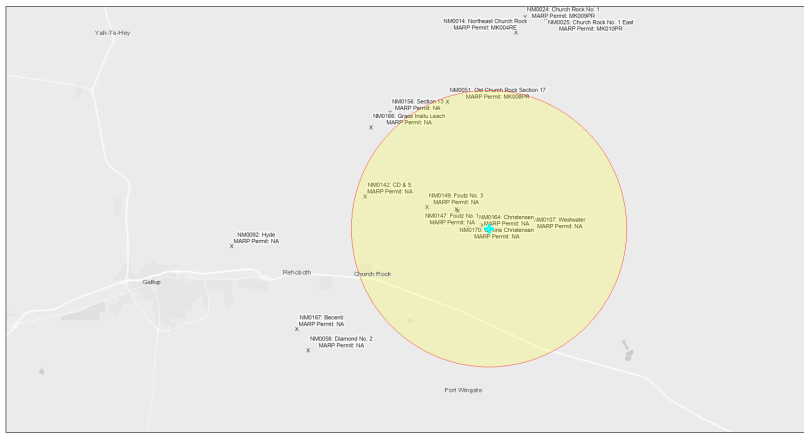 NM0024: Church Rock No. 1
MARP Permit: MK009PR
NM0014: Northeast Church Rock
MARP Permit: MK004RE
NM0025: Church Rock No. 1 East
MARP Permit: MK010PR
Yah-Ta-Hey
NM0051: Old Church Rock Section 17
MARP Permit: MK008PR
NM0156: Section 13
MARP Permit: NA
NM0166: Grace Insitu Leach
MARP Permit: NA
NM0142: CD & S
MARP Permit: NA
NM0149: Foutz No. 3
MARP Permit: NA
NM0147: Foutz No. 1
NM0164: Christensen
MARP Permit: NA
NM0107: Westwater
MARP Permit: NA
NM0170: Christensen
MARP Permit: NA
NM0092: Hyde
MARP Permit: NA
Rehoboth
Church Rock
Gallup
NM0167: Becenti
MARP Permit: NA
NM0056: Diamond No. 2
MARP Permit: NA
Fort Wingate